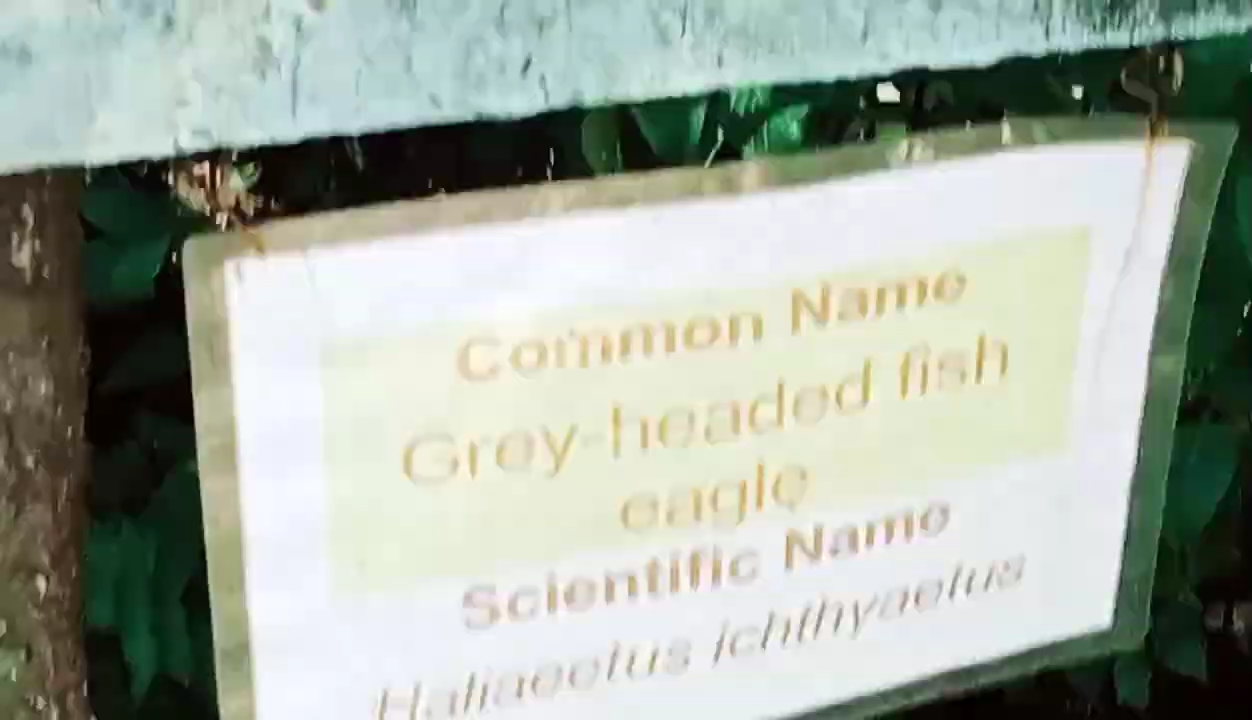 Common Name
Grey-headed fish
eagle
Scientific Name
Haliaeetus ichthyaetus